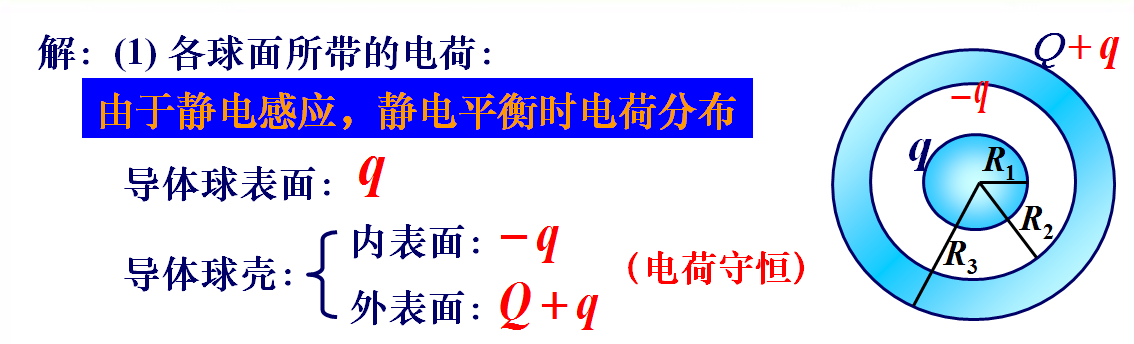 解：(1) 各球面所带的电荷：
由于静电感应，静电平衡时电荷分布
导体球表面：q
导体球壳：
内表面：－q
外表面：Q＋q
（电荷守恒）
Q＋q
－q
q
R₁
R₂
R₃